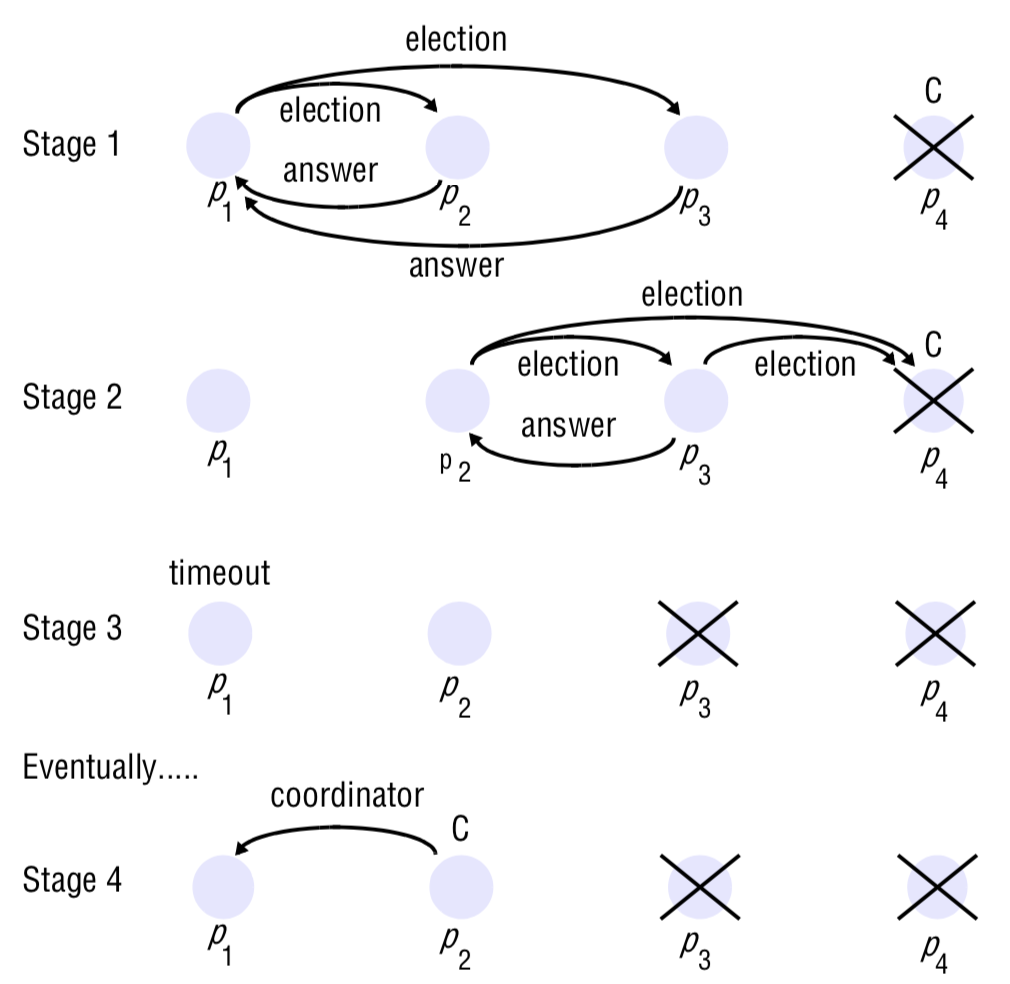 election
C
election
Stage 1
answer
p1
p2
p3
p4
answer
election
C
election
election
Stage 2
answer
p1
p2
p3
p4
timeout
Stage 3
p1
p2
p3
p4
Eventually.....
coordinator
C
Stage 4
p1
p2
p3
p4